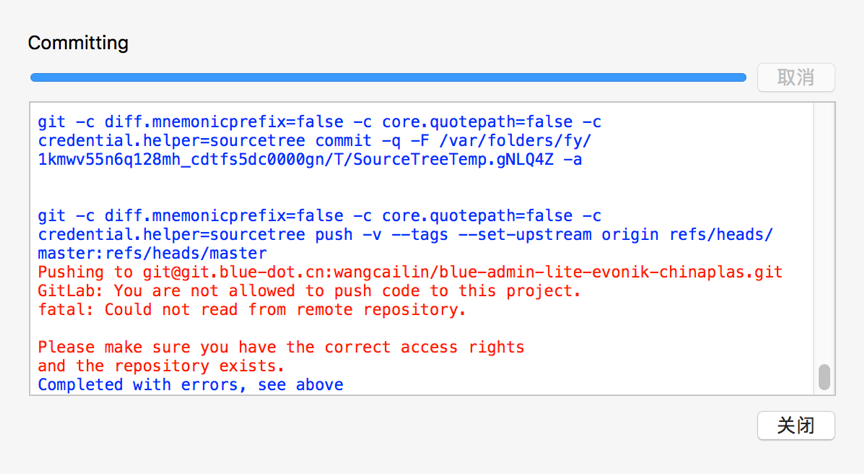 Committing
取消
git -c diff.mnemonicprefix=false -c core.quotepath=false -c
credential.helper=sourcetree commit -q -F /var/folders/fy/
1kmwv55n6q128mh_cdtfs5dc0000gn/T/SourceTreeTemp.gNLQ4Z -a
git -c diff.mnemonicprefix=false -c core.quotepath=false -c
credential.helper=sourcetree push -v --tags --set-upstream origin refs/heads/
master:refs/heads/master
Pushing to git@git.blue-dot.cn:wangcailin/blue-admin-lite-evonik-chinaplas.git
GitLab: You are not allowed to push code to this project.
fatal: Could not read from remote repository.
Please make sure you have the correct access rights
and the repository exists.
Completed with errors, see above
关闭